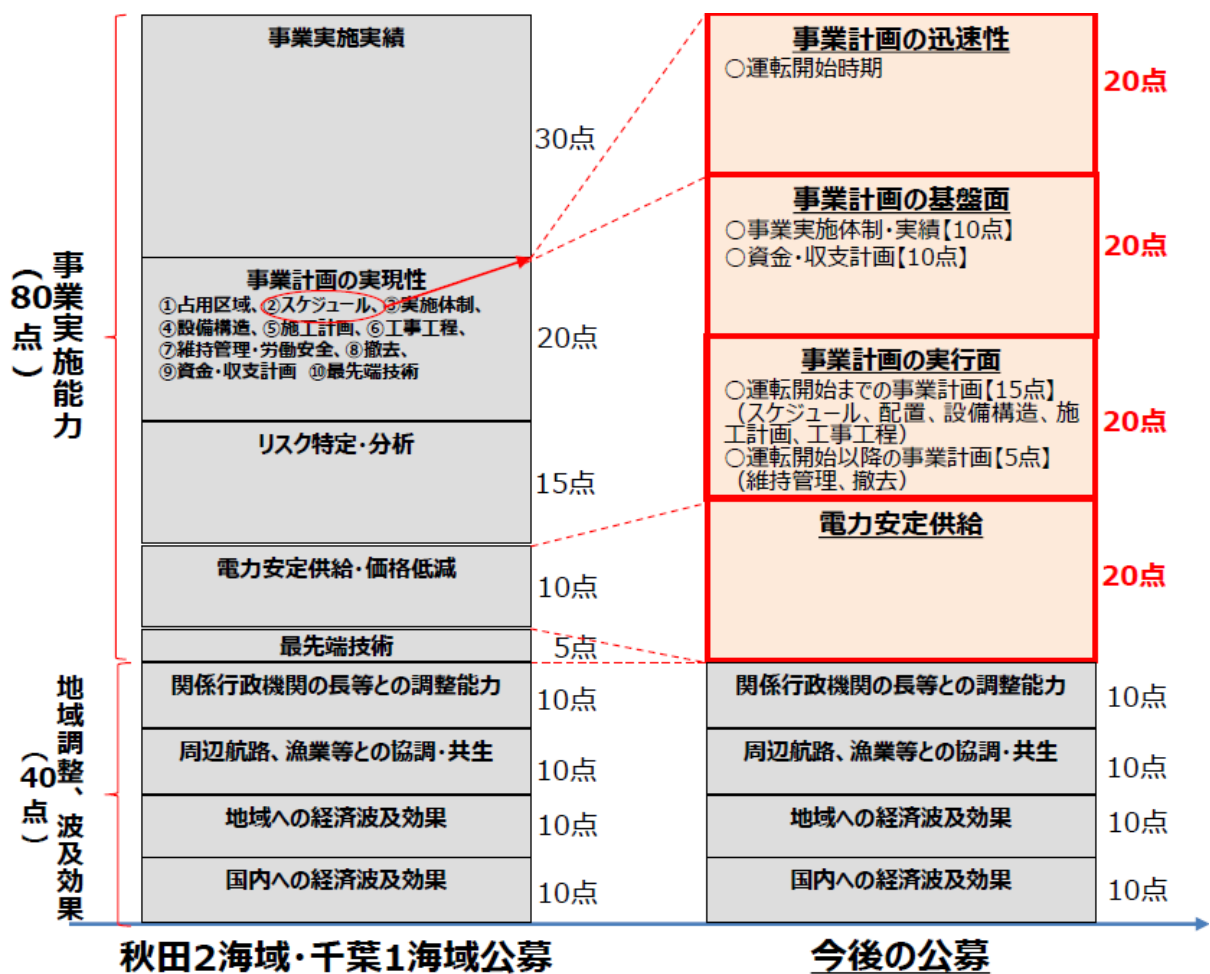 事業実施能力
（80点）
地域調整、波及効果
（40点）
事業実施実績
30点
事業計画の実現性
①占用区域、②スケジュール、③実施体制、
④設備構造、⑤施工計画、⑥工事工程、
⑦維持管理・労働安全、⑧撤去、
⑨資金・収支計画　⑩最先端技術
20点
リスク特定・分析
15点
電力安定供給・価格低減
10点
最先端技術
5点
関係行政機関の長等との調整能力
10点
周辺航路、漁業等との協調・共生
10点
地域への経済波及効果
10点
国内への経済波及効果
10点
秋田2海域・千葉1海域公募
事業計画の迅速性
○運転開始時期
20点
事業計画の基盤面
○事業実施体制・実績【10点】
○資金・収支計画【10点】
20点
事業計画の実行面
○運転開始までの事業計画【15点】
（スケジュール、配置、設備構造、施
工計画、工事工程）
○運転開始以降の事業計画【5点】
（維持管理、撤去）
20点
電力安定供給
20点
関係行政機関の長等との調整能力
10点
周辺航路、漁業等との協調・共生
10点
地域への経済波及効果
10点
国内への経済波及効果
10点
今後の公募